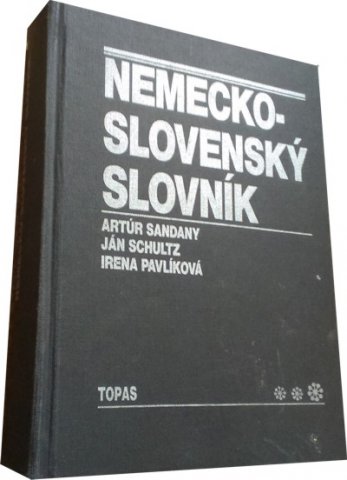 NEMECKO-
SLOVENSKÝ
SLOVNÍK
ARTÚR SANDANY
JÁN SCHULTZ
IRENA PAVLÍKOVÁ
TOPAS